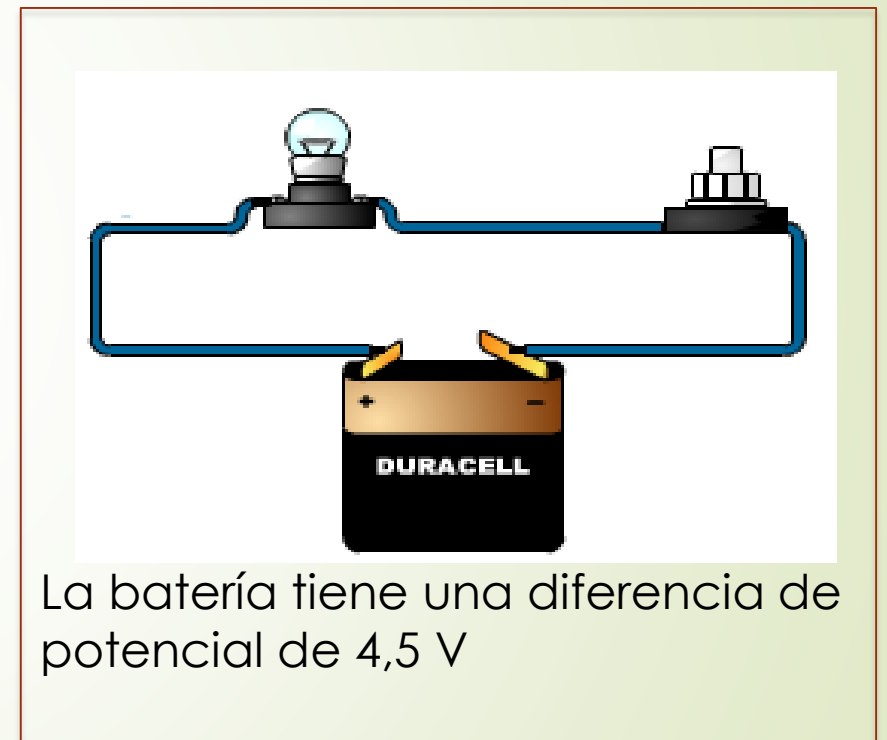 + −
DURACELL
La batería tiene una diferencia de
potencial de 4,5 V